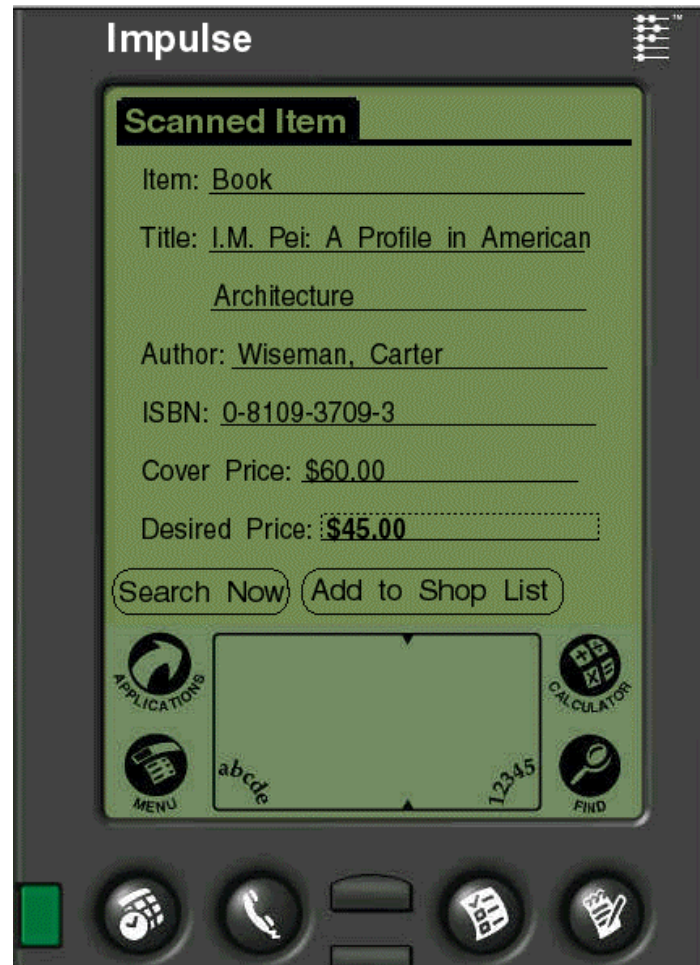 Impulse
TM
Scanned Item
Item: Book
Title: I.M. Pei: A Profile in American
Architecture
Author: Wiseman, Carter
ISBN: 0-8109-3709-3
Cover Price: $60.00
Desired Price: $45.00
Search Now Add to Shop List
APPLICATIONS CALCULATOR
abcde 12345
MENU FIND